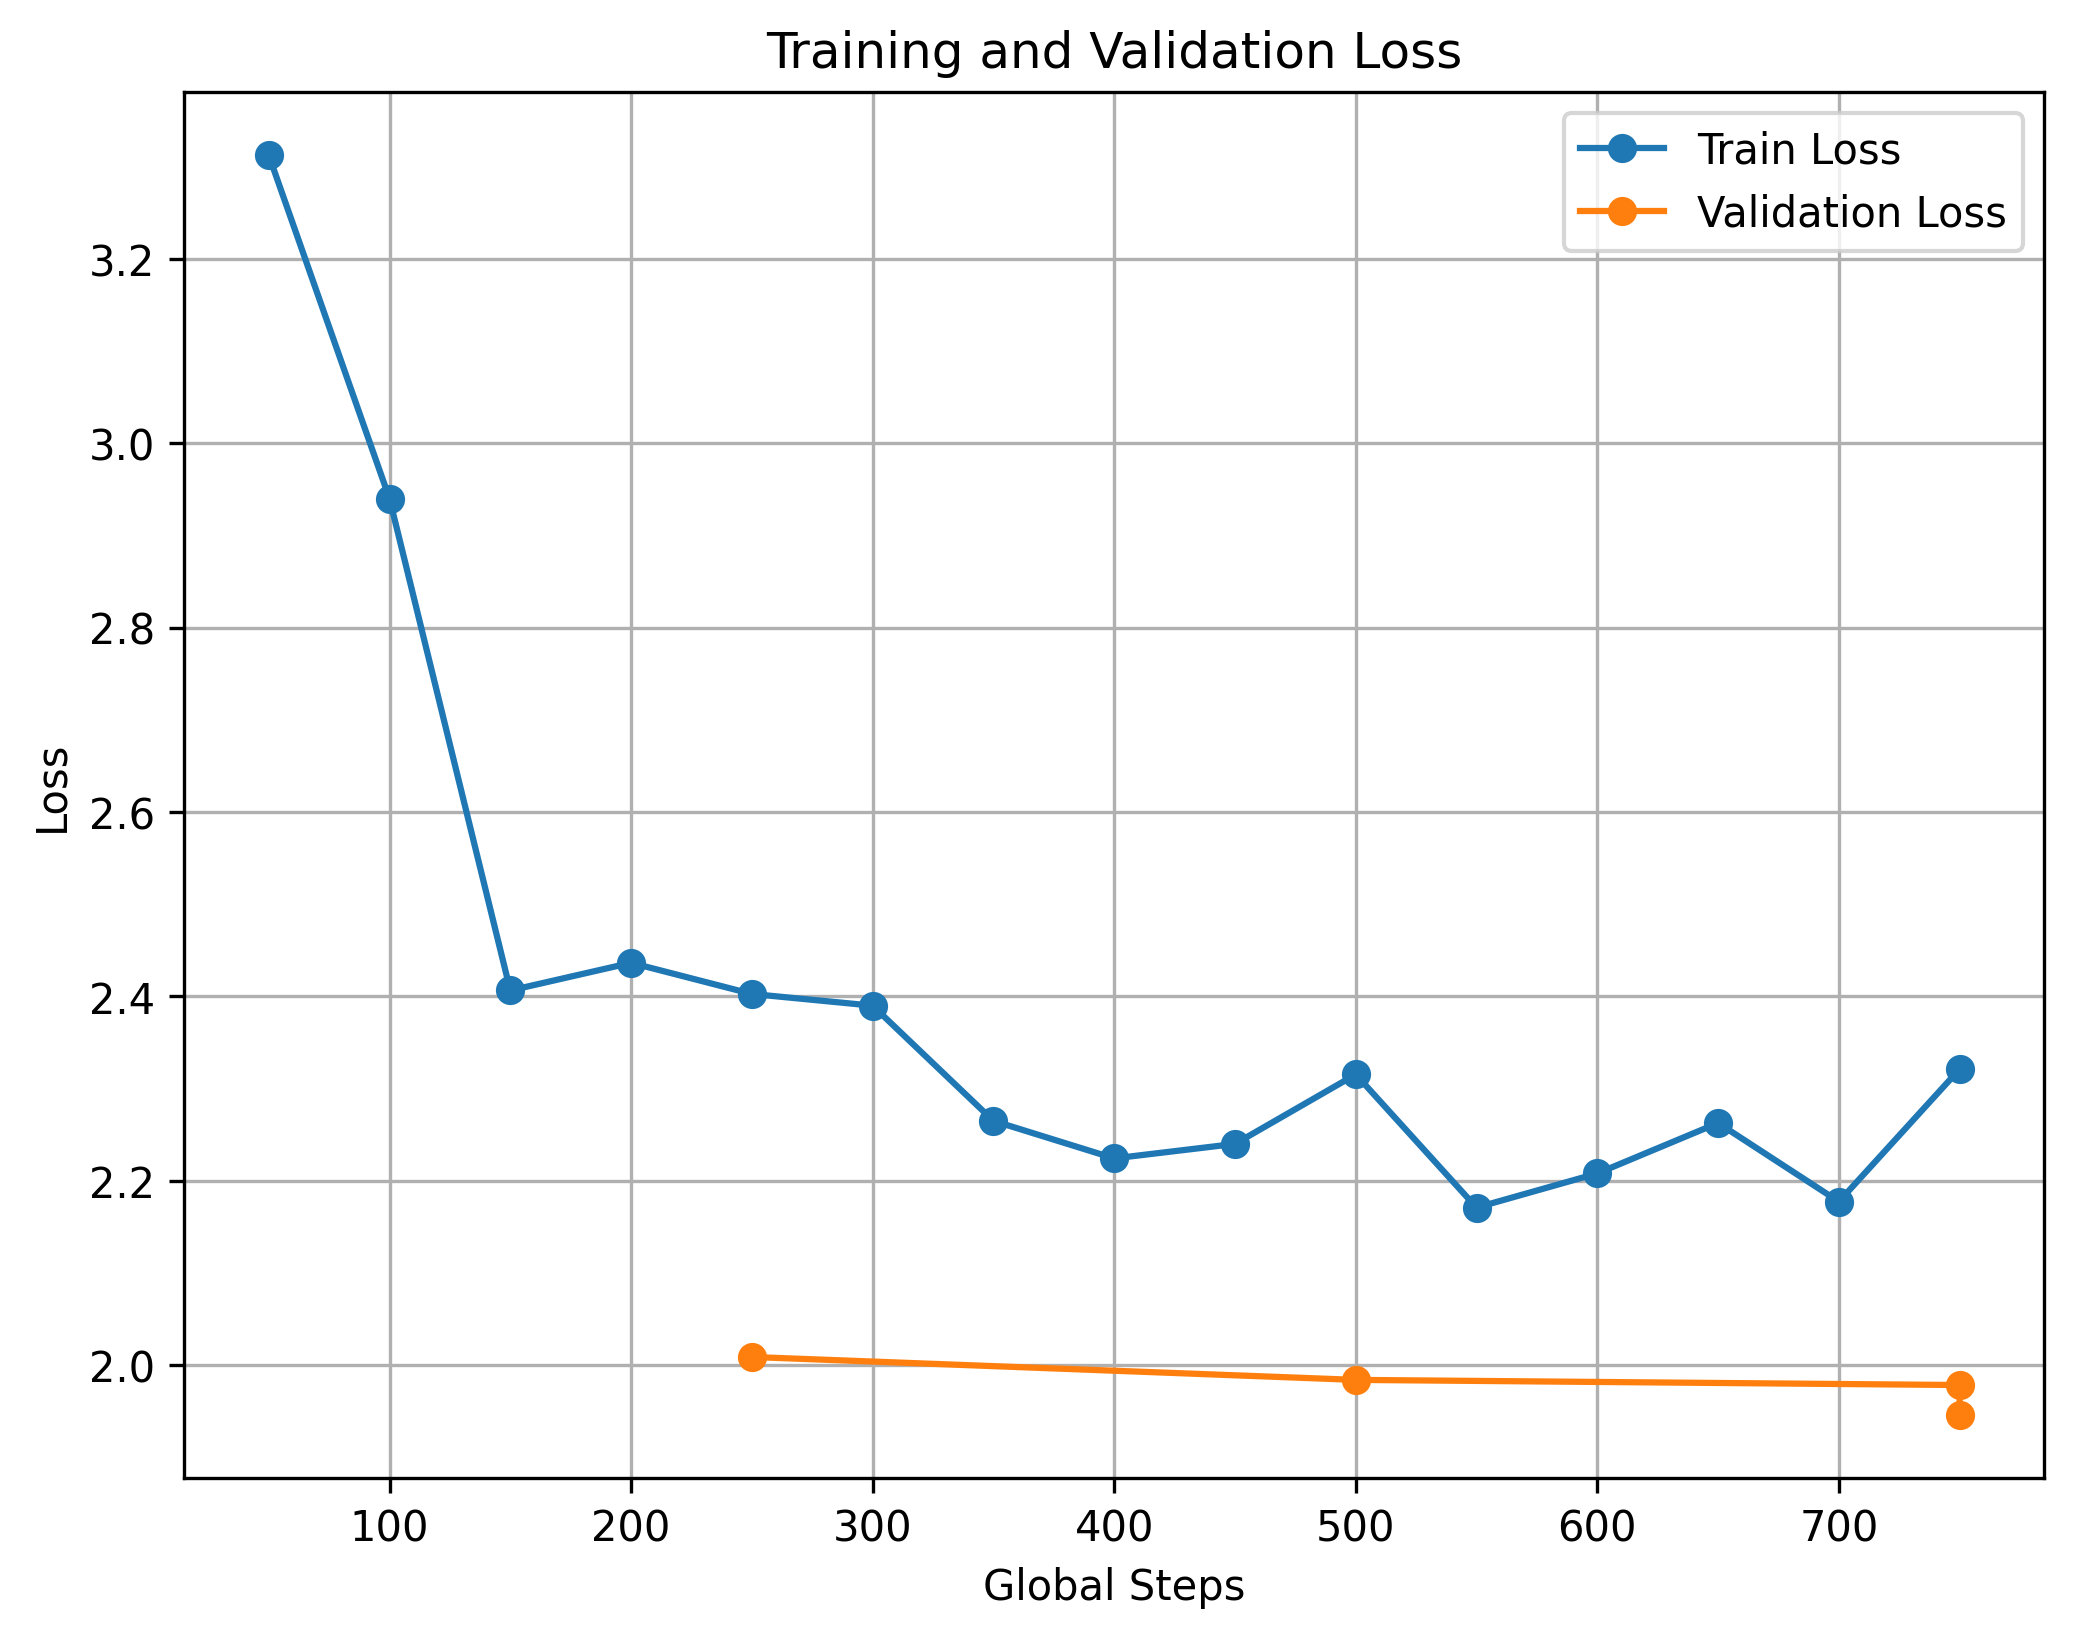 Training and Validation Loss
Train Loss
Validation Loss
3.2
3.0
2.8
2.6
2.4
2.2
2.0
Loss
100 200 300 400 500 600 700
Global Steps